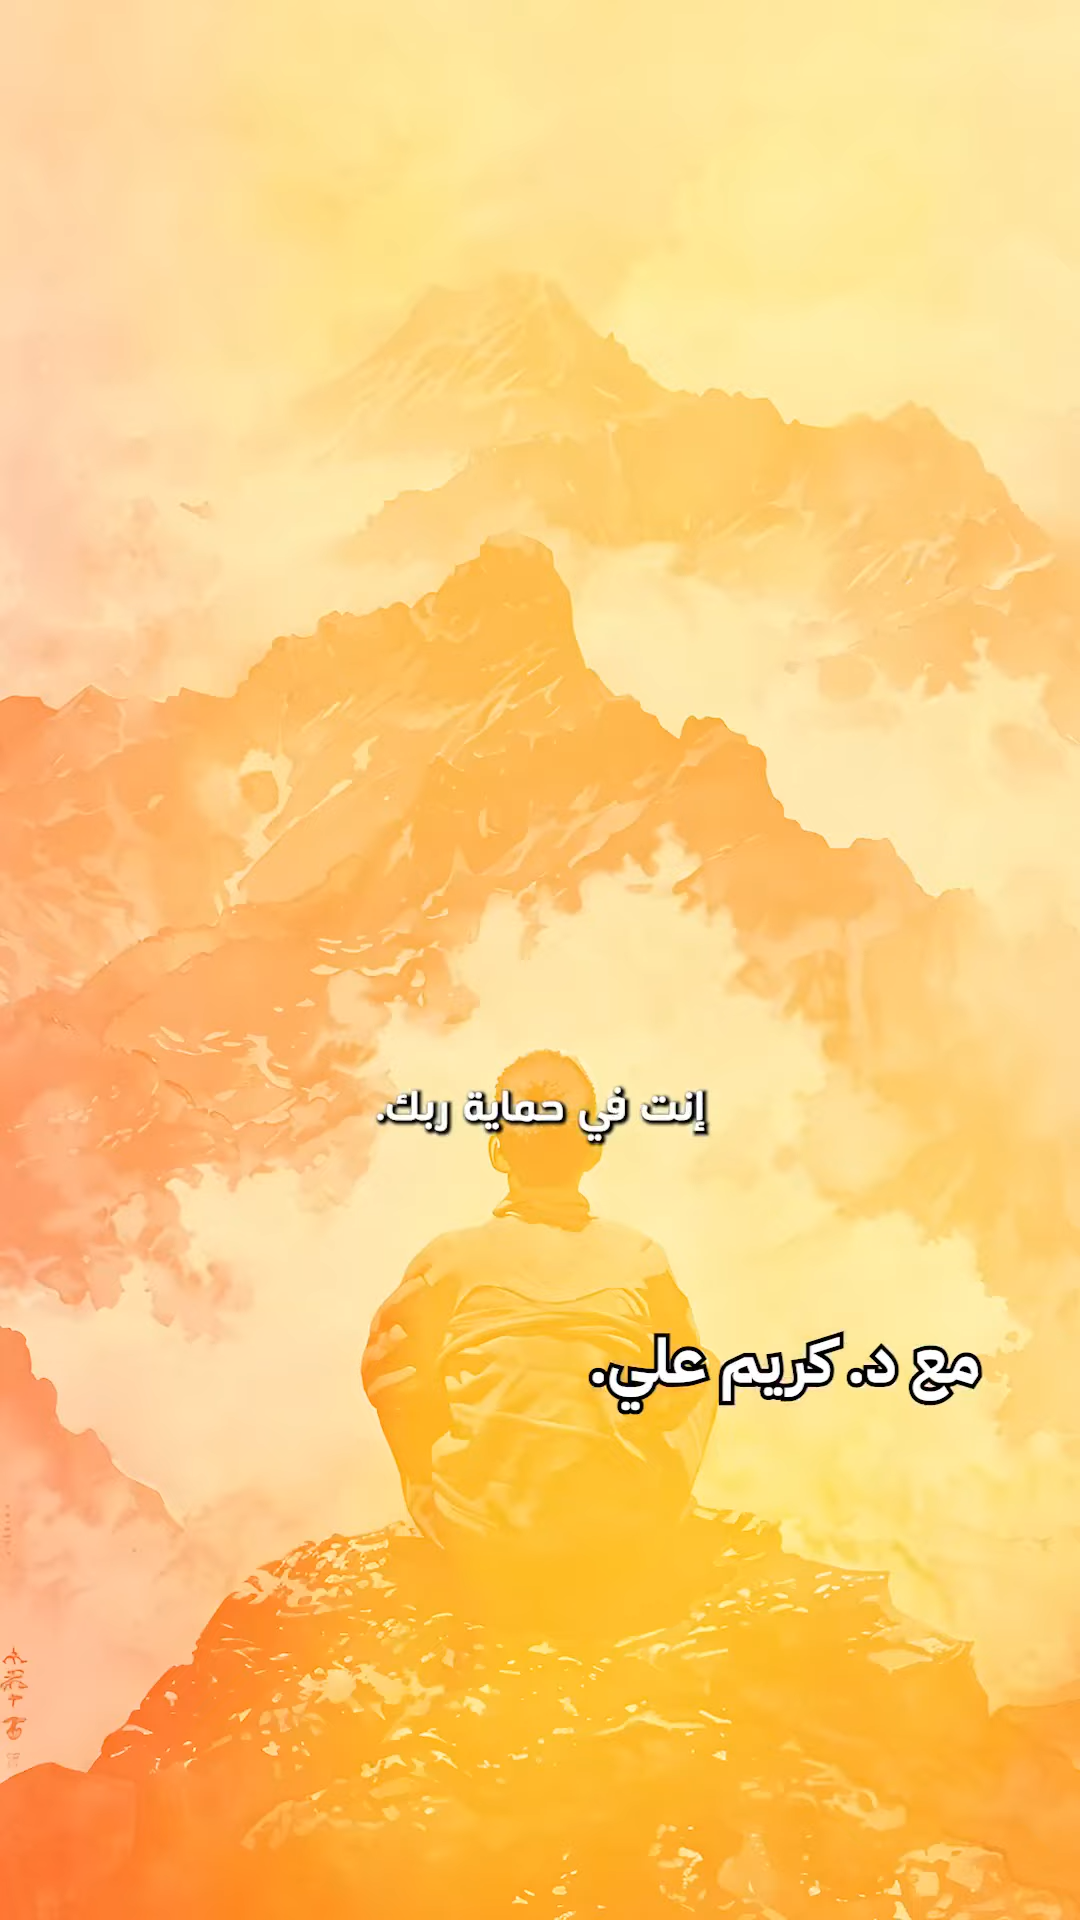 إنت في حماية ربك.
مع د. كريم علي.